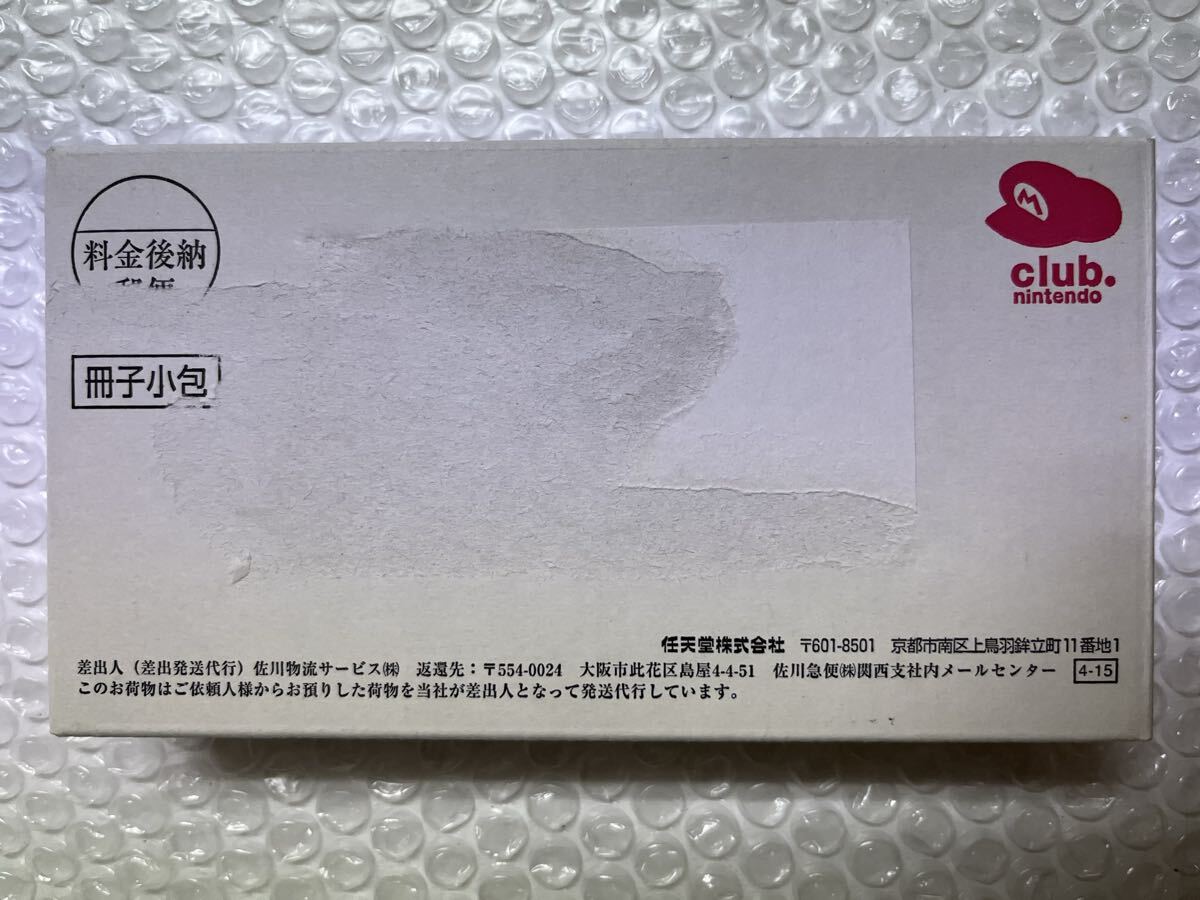 料金後納
郵便
冊子小包
M
club.
nintendo
任天堂株式会社 〒601-8501 京都市南区上鳥羽鉾立町11番地1
差出人（差出発送代行）佐川物流サービス㈱ 返還先：〒554-0024 大阪市此花区島屋4-4-51 佐川急便㈱関西支社内メールセンター 4-15
このお荷物はご依頼人様からお預りした荷物を当社が差出人となって発送代行しています。